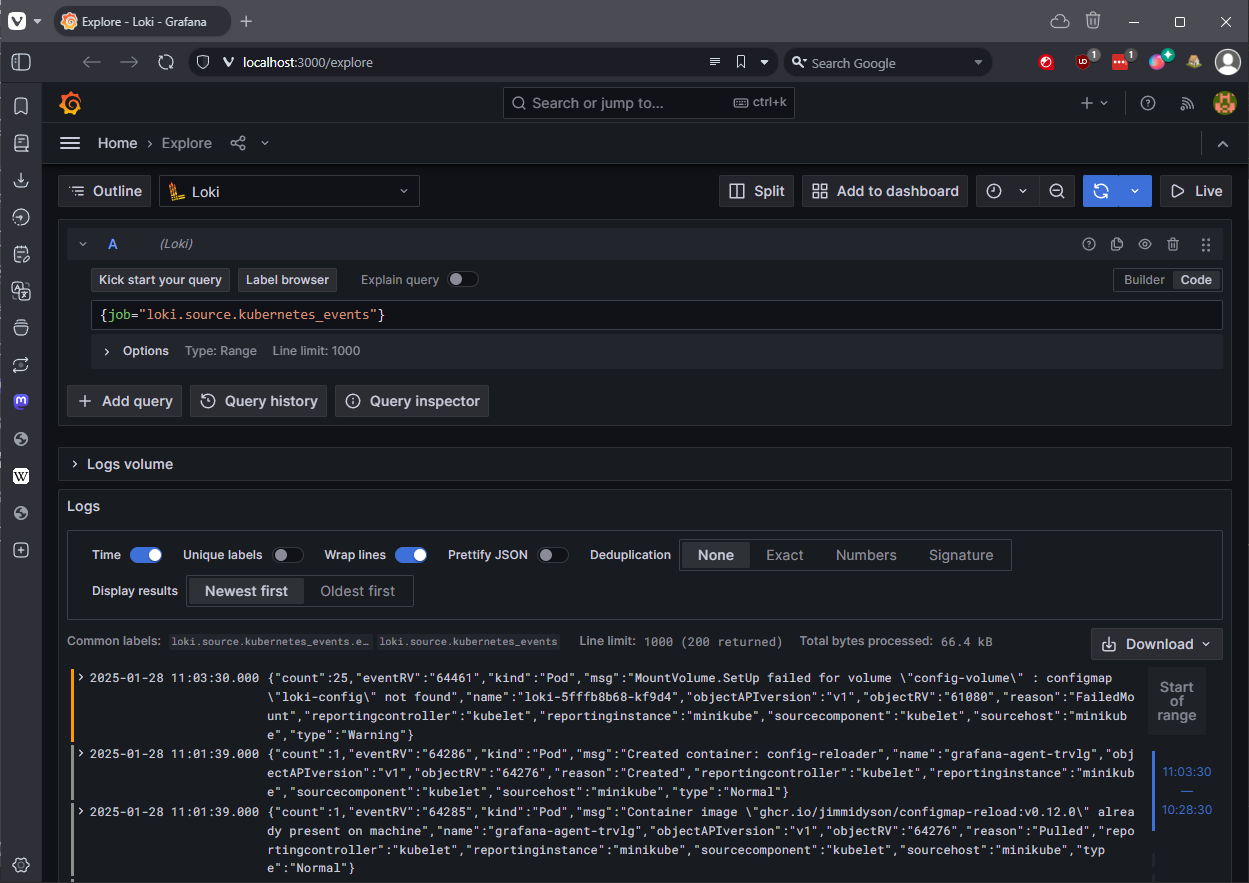 Explore - Loki - Grafana
localhost:3000/explore
Search Google
1
1
Search or jump to...
ctrl+k
Home › Explore
Outline
Loki
Split
Add to dashboard
Live
A
(Loki)
Kick start your query
Label browser
Explain query
Builder
Code
{job="loki.source.kubernetes_events"}
Options
Type: Range
Line limit: 1000
+ Add query
Query history
Query inspector
Logs volume
Logs
Time
Unique labels
Wrap lines
Prettify JSON
Deduplication
None
Exact
Numbers
Signature
Display results
Newest first
Oldest first
Common labels: loki.source.kubernetes_events.e… loki.source.kubernetes_events Line limit: 1000 (200 returned) Total bytes processed: 66.4 kB
Download
2025-01-28 11:03:30.000 {"count":25,"eventRV":"64461","kind":"Pod","msg":"MountVolume.SetUp failed for volume \"config-volume\" : configmap
\"loki-config\" not found","name":"loki-5fffb8b68-kf9d4","objectAPIversion":"v1","objectRV":"61080","reason":"FailedMou
nt","reportingcontroller":"kubelet","reportinginstance":"minikube","sourcecomponent":"kubelet","sourcehost":"minikub
e","type":"Warning"}
2025-01-28 11:01:39.000 {"count":1,"eventRV":"64286","kind":"Pod","msg":"Created container: config-reloader","name":"grafana-agent-trvlg","obj
ectAPIversion":"v1","objectRV":"64276","reason":"Created","reportingcontroller":"kubelet","reportinginstance":"minikub
e","sourcecomponent":"kubelet","sourcehost":"minikube","type":"Normal"}
2025-01-28 11:01:39.000 {"count":1,"eventRV":"64285","kind":"Pod","msg":"Container image \"ghcr.io/jimmidyson/configmap-reload:v0.12.0\" alrea
dy present on machine","name":"grafana-agent-trvlg","objectAPIversion":"v1","objectRV":"64276","reason":"Pulled","repo
rtingcontroller":"kubelet","reportinginstance":"minikube","sourcecomponent":"kubelet","sourcehost":"minikube","typ
e":"Normal"}
Start
of
range
11:03:30
—
10:28:30